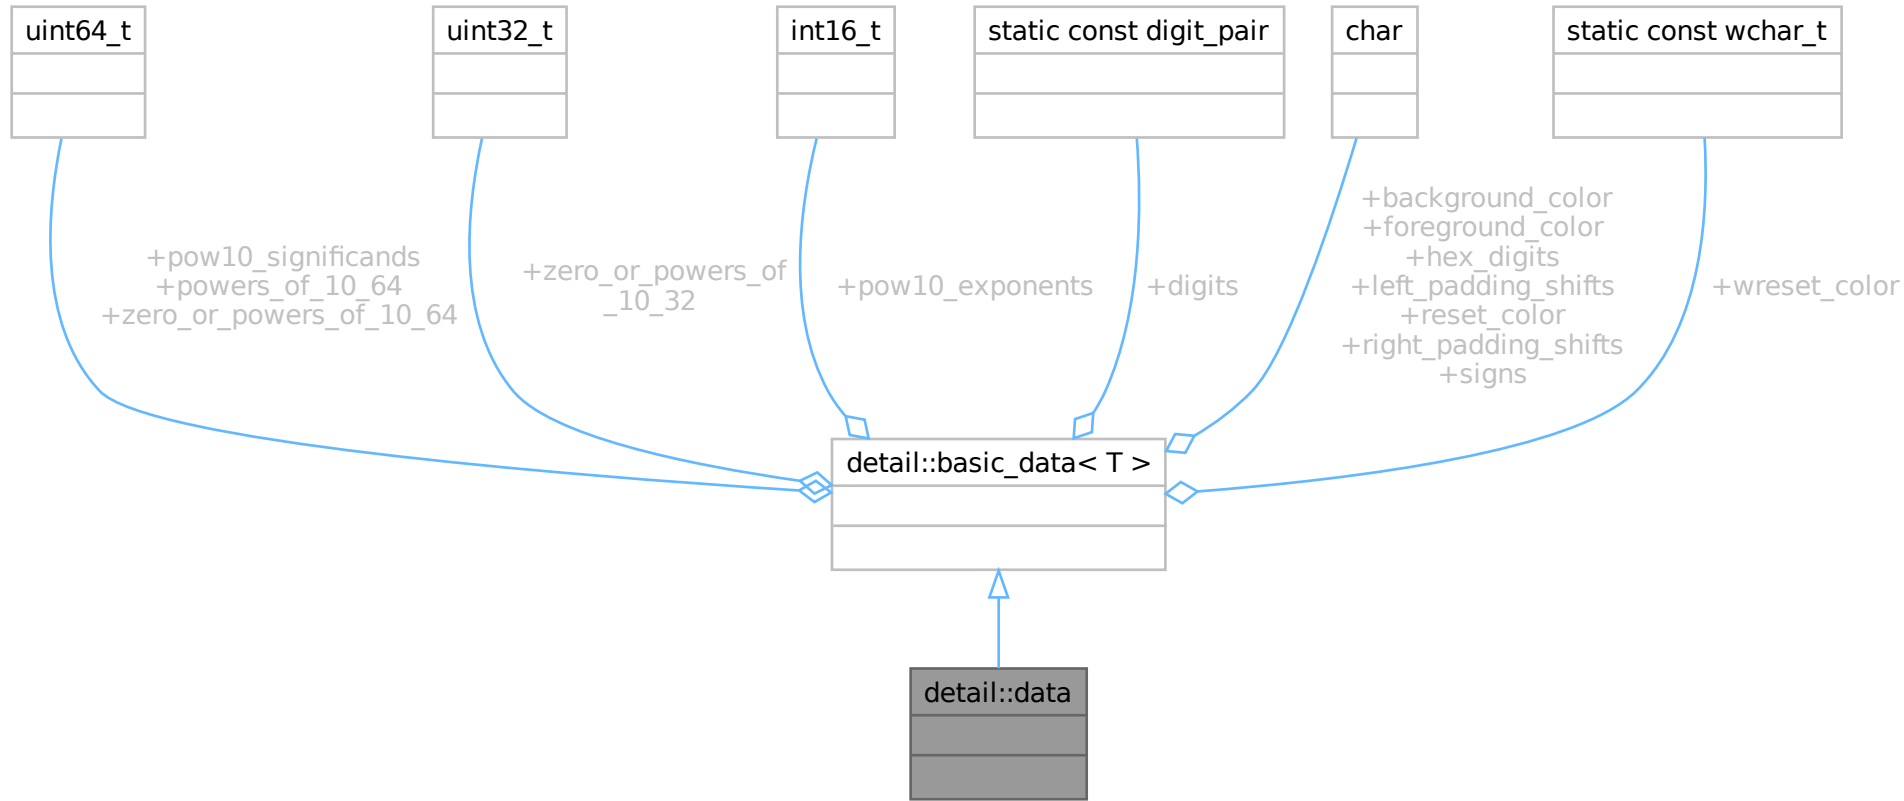 uint64_t
uint32_t
int16_t
static const digit_pair
char
static const wchar_t
+pow10_significands
+powers_of_10_64
+zero_or_powers_of_10_64
+zero_or_powers_of
_10_32
+pow10_exponents
+digits
+background_color
+foreground_color
+hex_digits
+left_padding_shifts
+reset_color
+right_padding_shifts
+signs
+wreset_color
detail::basic_data< T >
detail::data